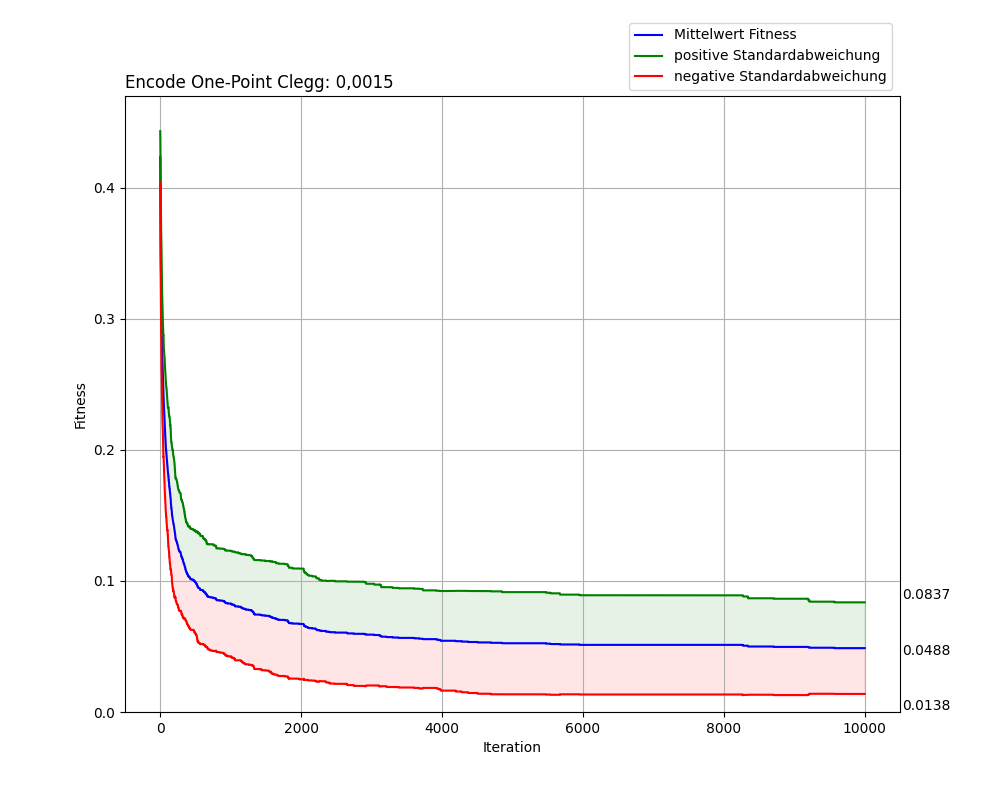 Mittelwert Fitness
positive Standardabweichung
negative Standardabweichung
Encode One-Point Clegg: 0,0015
0.4
0.3
0.2
0.1
0.0
Fitness
0.0837
0.0488
0.0138
0 2000 4000 6000 8000 10000
Iteration